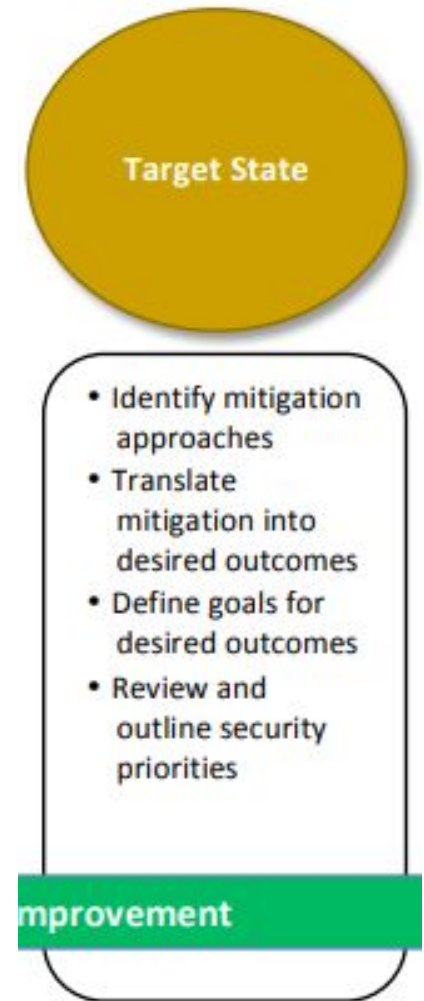 Target State
• Identify mitigation
approaches
• Translate
mitigation into
desired outcomes
• Define goals for
desired outcomes
• Review and
outline security
priorities
mprovement